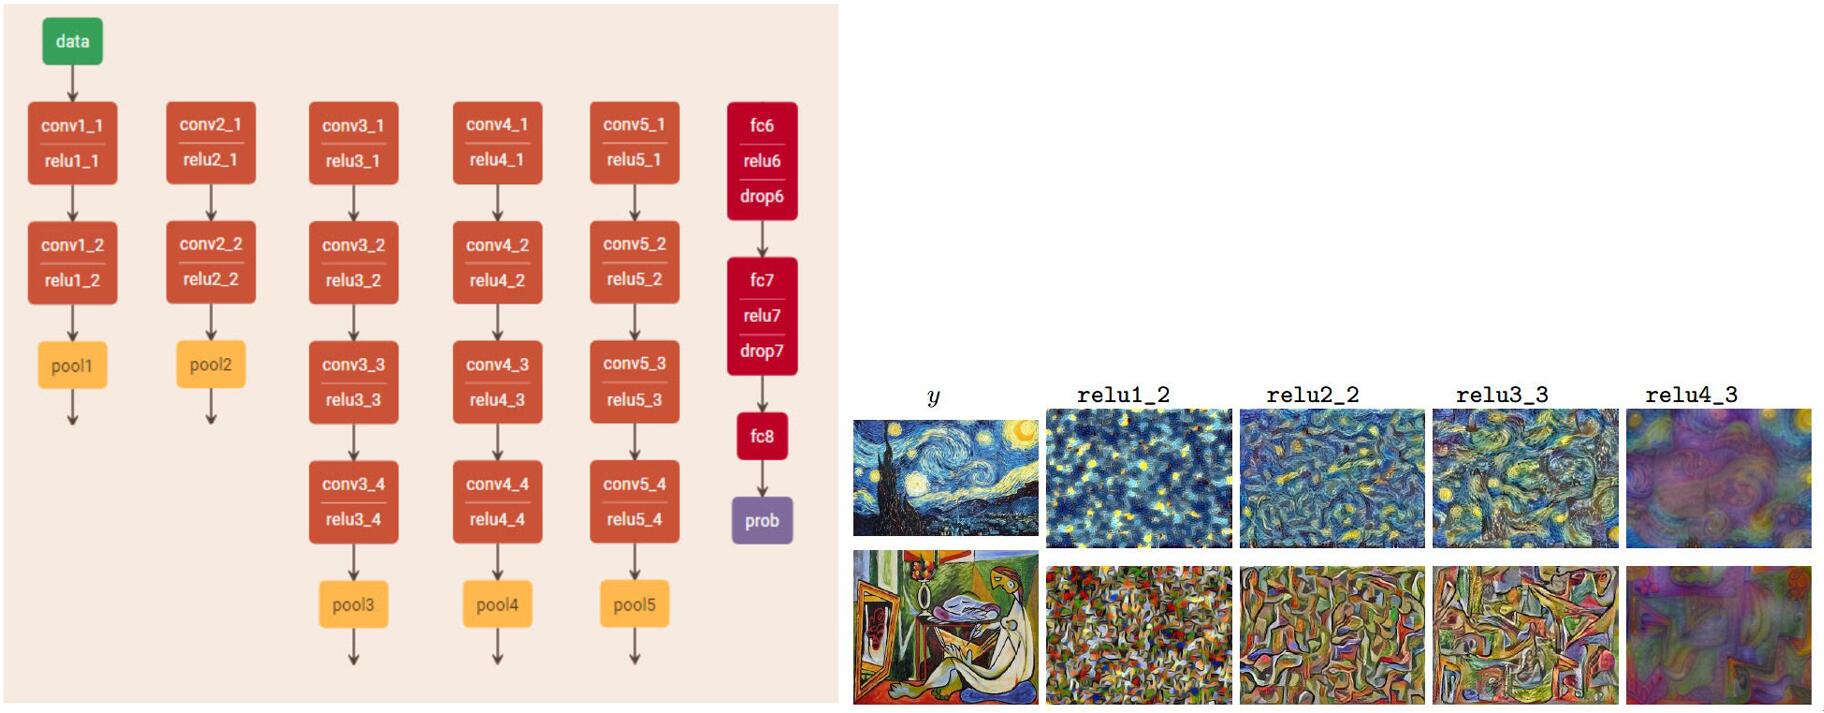 data
conv1_1
relu1_1
conv1_2
relu1_2
pool1
conv2_1
relu2_1
conv2_2
relu2_2
pool2
conv3_1
relu3_1
conv3_2
relu3_2
conv3_3
relu3_3
conv3_4
relu3_4
pool3
conv4_1
relu4_1
conv4_2
relu4_2
conv4_3
relu4_3
conv4_4
relu4_4
pool4
conv5_1
relu5_1
conv5_2
relu5_2
conv5_3
relu5_3
conv5_4
relu5_4
pool5
fc6
relu6
drop6
fc7
relu7
drop7
fc8
prob
y relu1_2 relu2_2 relu3_3 relu4_3